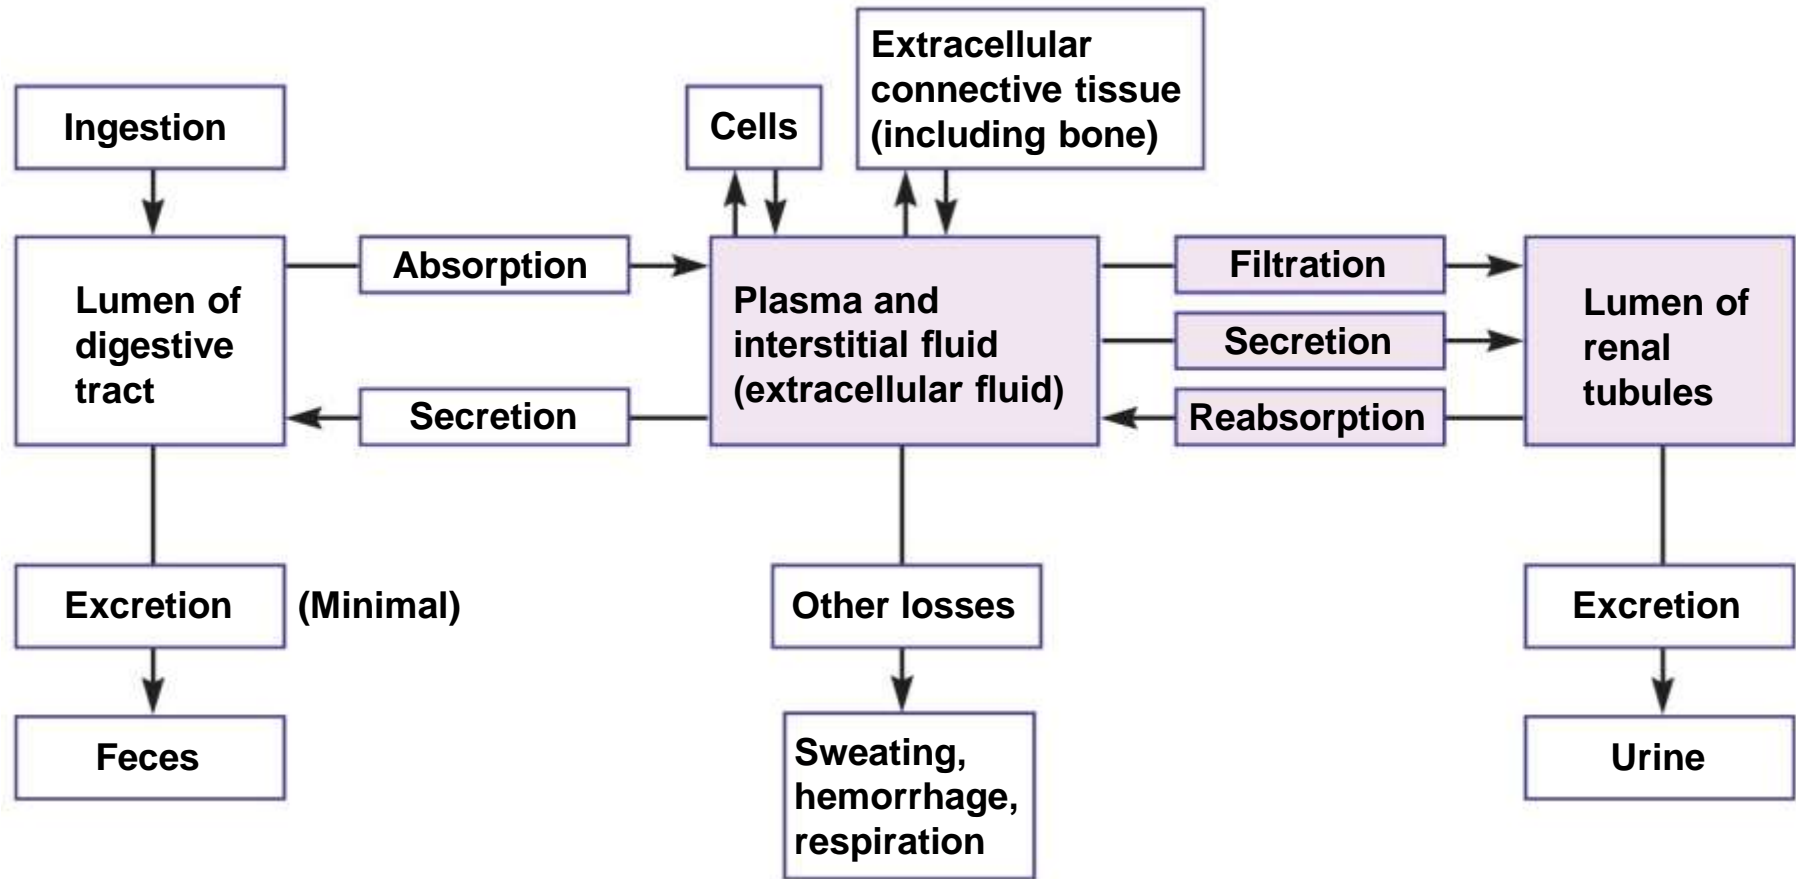 Ingestion
Cells
Extracellular
connective tissue
(including bone)
Lumen of
digestive
tract
Absorption
Secretion
Plasma and
interstitial fluid
(extracellular fluid)
Filtration
Secretion
Reabsorption
Lumen of
renal
tubules
Excretion
(Minimal)
Other losses
Excretion
Feces
Sweating,
hemorrhage,
respiration
Urine